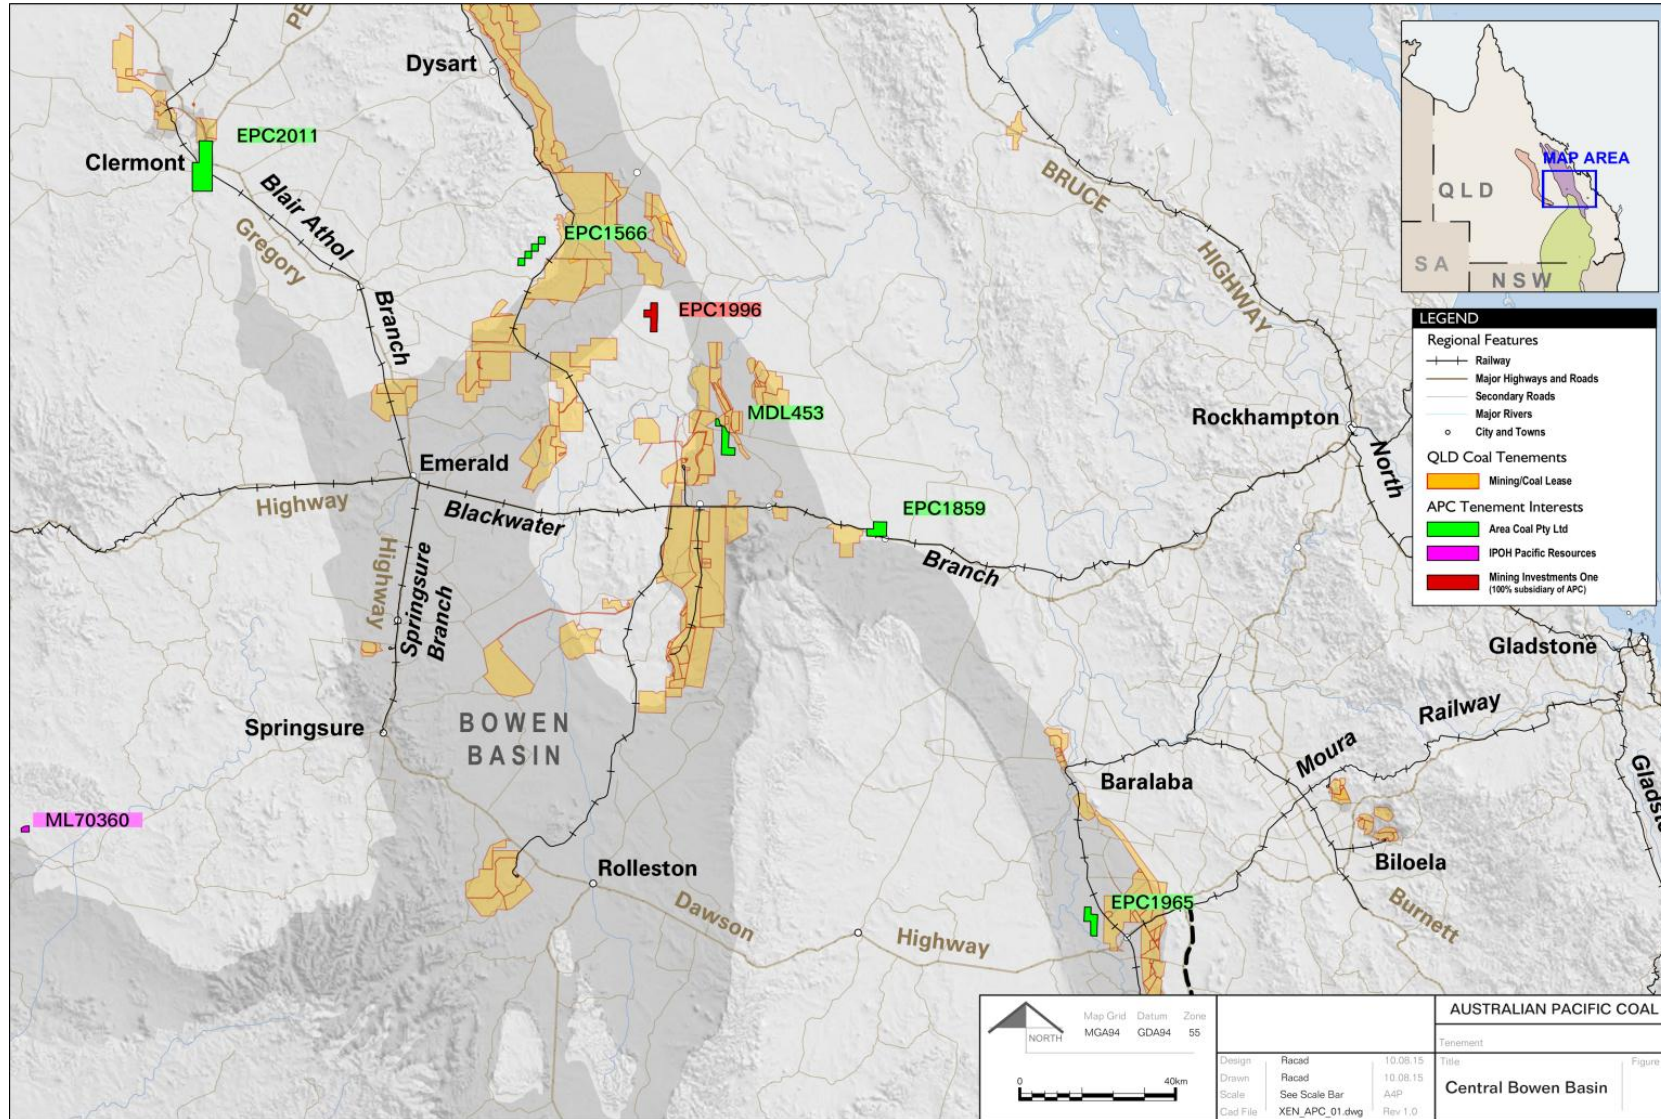 Dysart
PE
EPC2011
Clermont
Blair Athol
Gregory
Branch
EPC1566
EPC1996
MDL453
BRUCE
HIGHWAY
Rockhampton
North
Emerald
Highway
Blackwater
EPC1859
Branch
Highway
Springsure
Branch
Springsure
BOWEN
BASIN
ML70360
Rolleston
Dawson
Highway
Baralaba
Moura
Railway
Gladstone
Gladsto
Biloela
Burnett
EPC1965
MAP AREA
QLD
SA
NSW
LEGEND
Regional Features
Railway
Major Highways and Roads
Secondary Roads
Major Rivers
City and Towns
QLD Coal Tenements
Mining/Coal Lease
APC Tenement Interests
Area Coal Pty Ltd
IPOH Pacific Resources
Mining Investments One
(100% subsidiary of APC)
NORTH
Map Grid Datum Zone
MGA94 GDA94 55
0 40km
Design Racad 10.08.15
Drawn Racad 10.08.15
Scale See Scale Bar A4P
Cad File XEN_APC_01.dwg Rev 1.0
AUSTRALIAN PACIFIC COAL
Tenement
Title Figure
Central Bowen Basin